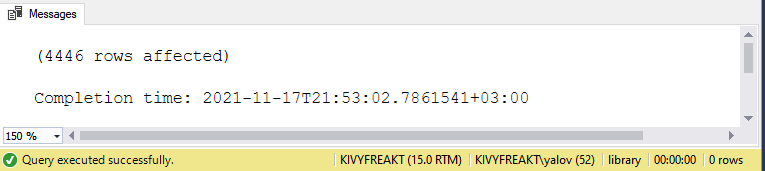 Messages
(4446 rows affected)
Completion time: 2021-11-17T21:53:02.7861541+03:00
150 %
Query executed successfully. KIVYFREAKT (15.0 RTM) KIVYFREAKT\yalov (52) library 00:00:00 0 rows